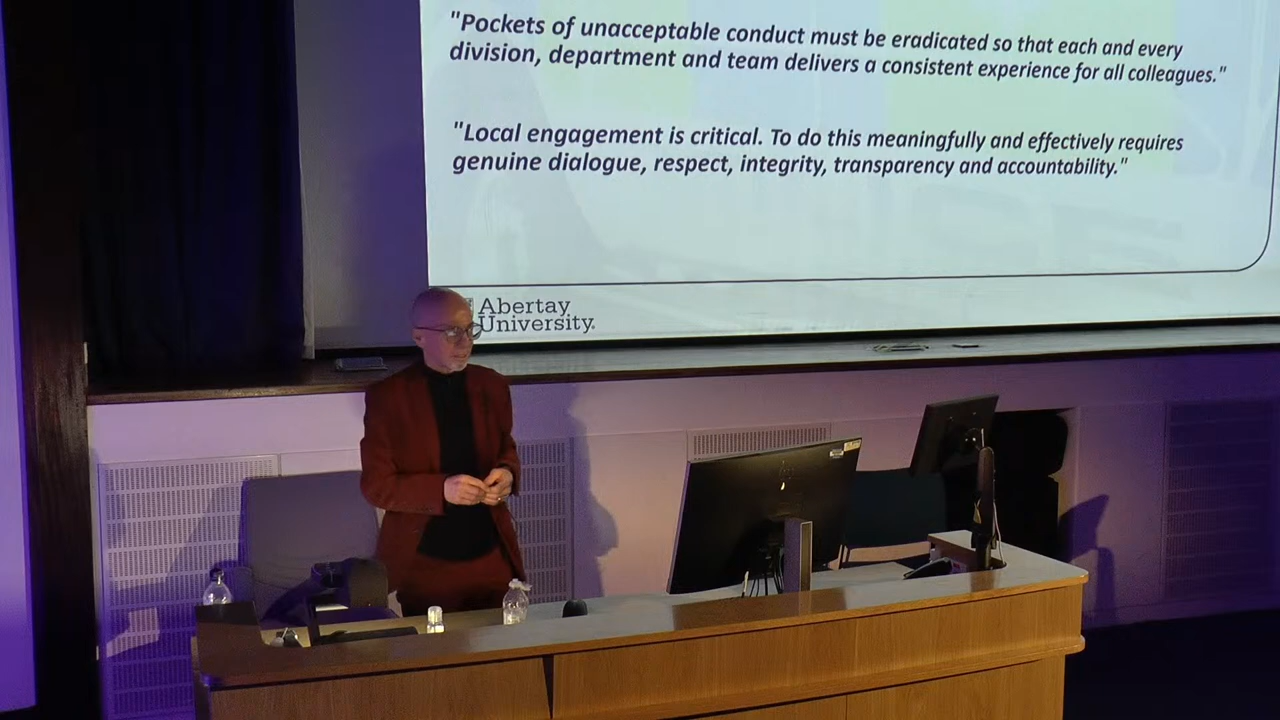 "Pockets of unacceptable conduct must be eradicated so that each and every
division, department and team delivers a consistent experience for all colleagues."
"Local engagement is critical. To do this meaningfully and effectively requires
genuine dialogue, respect, integrity, transparency and accountability."
Abertay
University.